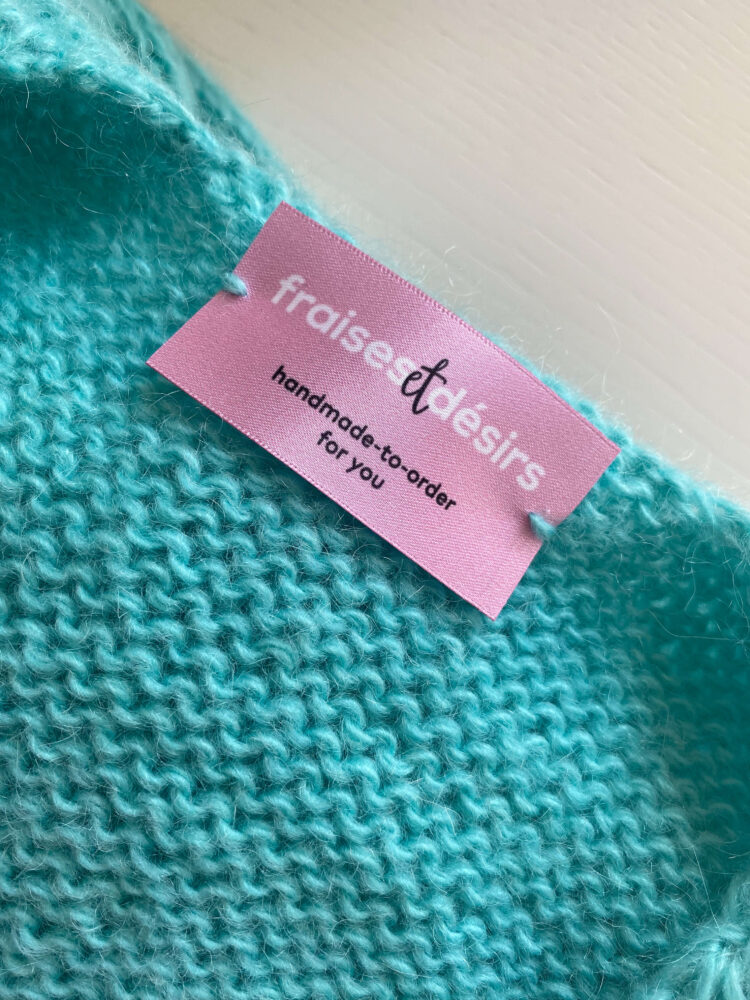 fraises et désirs
handmade-to-order
for you